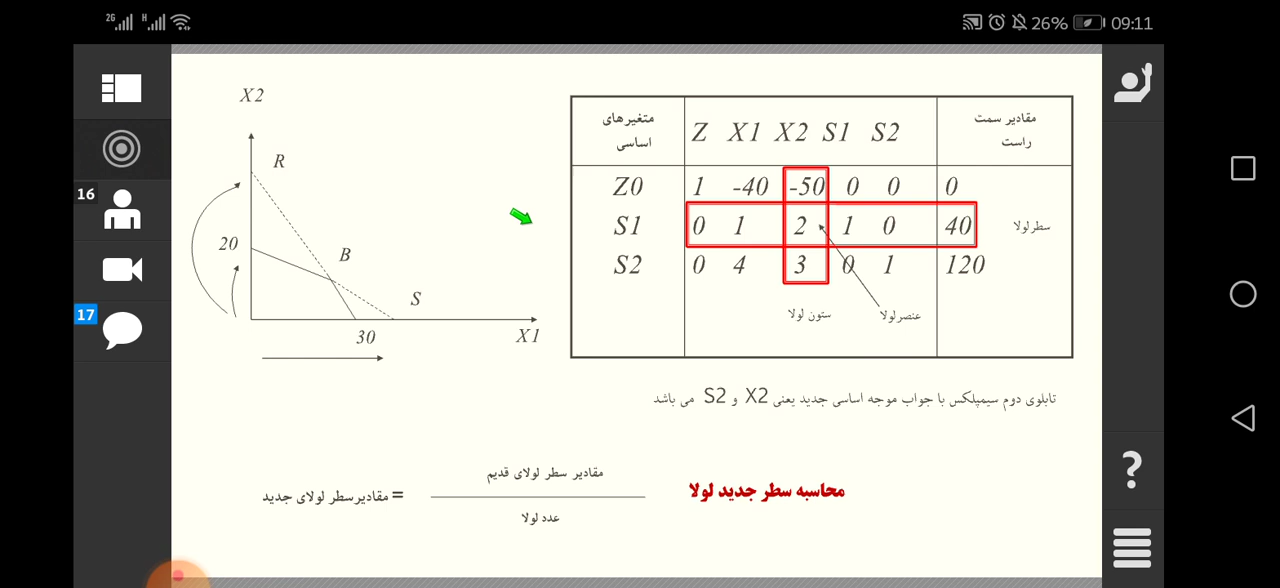 2G H 26% 09:11
16
17
X2
R
20
B
S
30
X1
متغیرهای اساسی Z X1 X2 S1 S2 مقادیر سمت راست
Z0 1 -40 -50 0 0 0
S1 0 1 2 1 0 40 سطرلولا
S2 0 4 3 0 1 120
ستون لولا عنصرلولا
تابلوی دوم سیمپلکس با جواب موجه اساسی جدید یعنی X2 و S2 می باشد
محاسبه سطر جدید لولا
مقادیر سطر لولای قدیم
مقادیرسطر لولای جدید =
عدد لولا
?